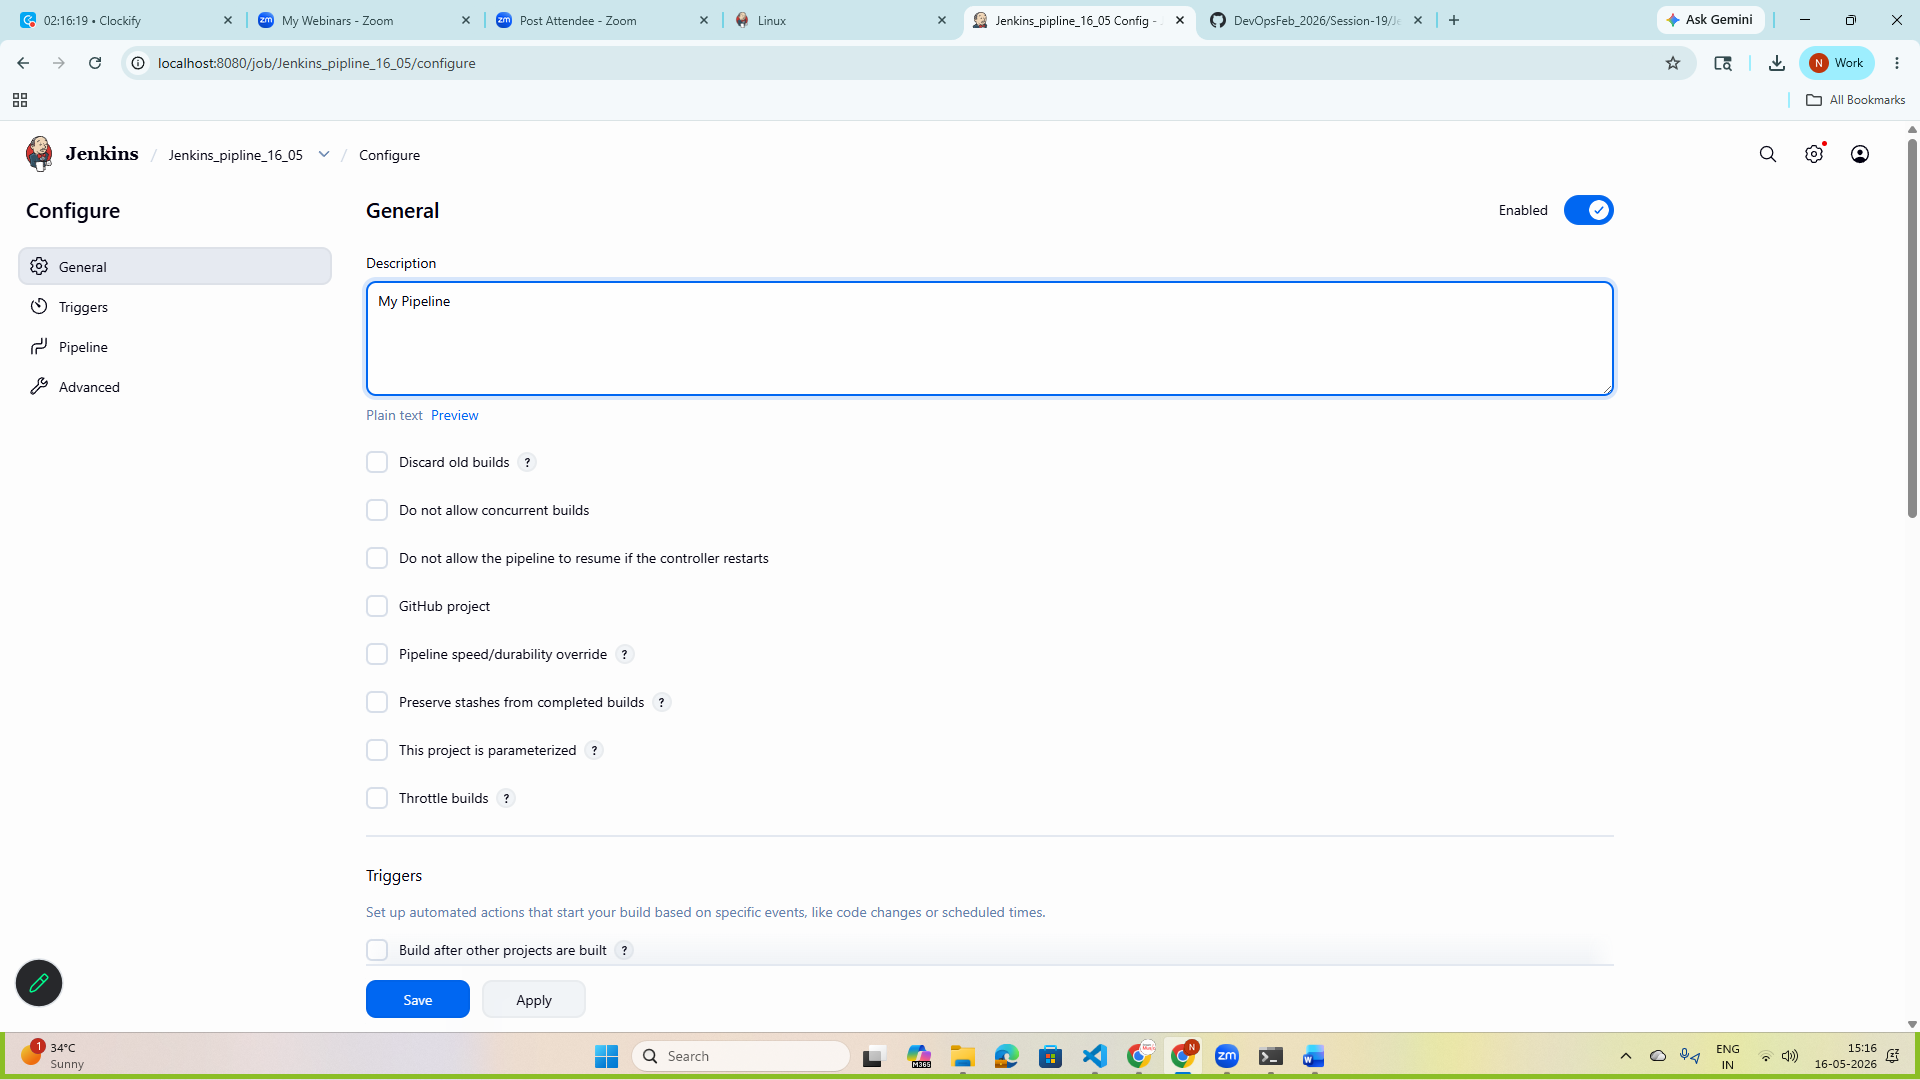 02:16:19 • Clockify
My Webinars - Zoom
Post Attendee - Zoom
Linux
Jenkins_pipline_16_05 Config -
DevOpsFeb_2026/Session-19/Je
Ask Gemini
localhost:8080/job/Jenkins_pipline_16_05/configure
N
Work
All Bookmarks
Jenkins / Jenkins_pipline_16_05 / Configure
Configure
General
Triggers
Pipeline
Advanced
General
Enabled
Description
My Pipeline
Plain text Preview
Discard old builds ?
Do not allow concurrent builds
Do not allow the pipeline to resume if the controller restarts
GitHub project
Pipeline speed/durability override ?
Preserve stashes from completed builds ?
This project is parameterized ?
Throttle builds ?
Triggers
Set up automated actions that start your build based on specific events, like code changes or scheduled times.
Build after other projects are built ?
Save
Apply
1
34°C
Sunny
Search
M365
N
zm
W
ENG
IN
15:16
16-05-2026